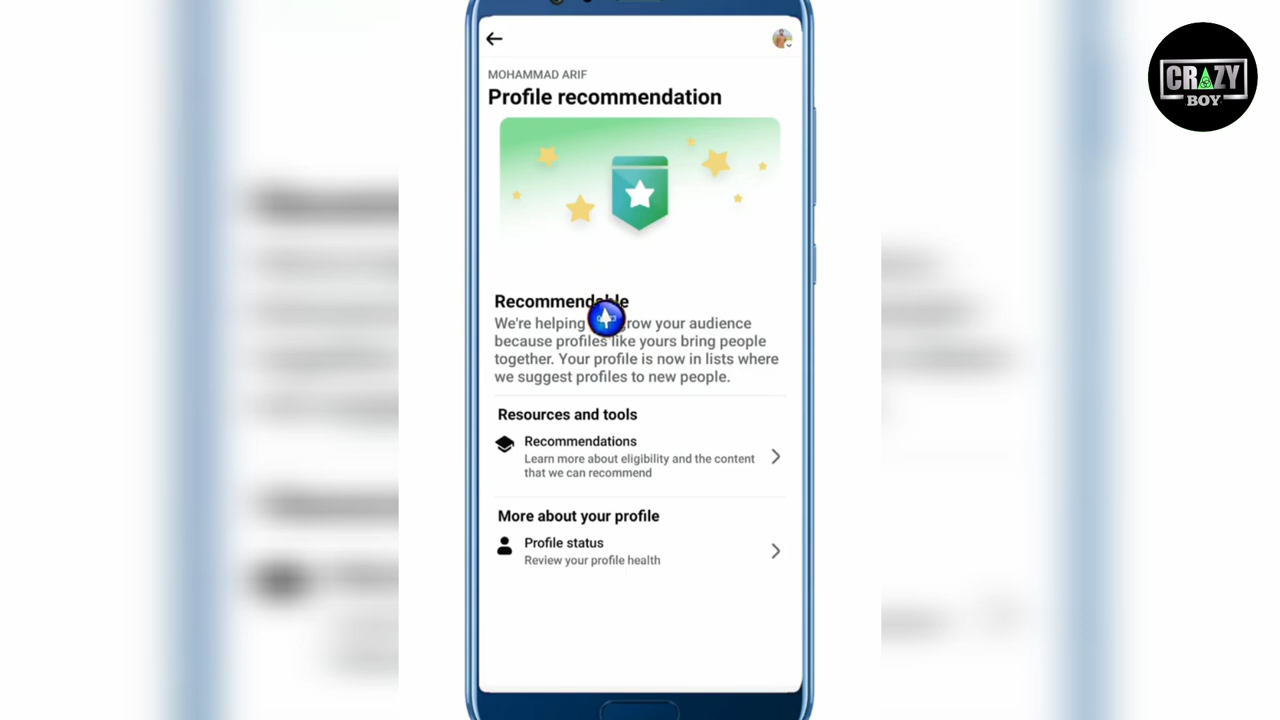 CRAZY
BOY
MOHAMMAD ARIF
Profile recommendation
Recommendable
We're helping grow your audience
because profiles like yours bring people
together. Your profile is now in lists where
we suggest profiles to new people.
Resources and tools
Recommendations
Learn more about eligibility and the content
that we can recommend
More about your profile
Profile status
Review your profile health